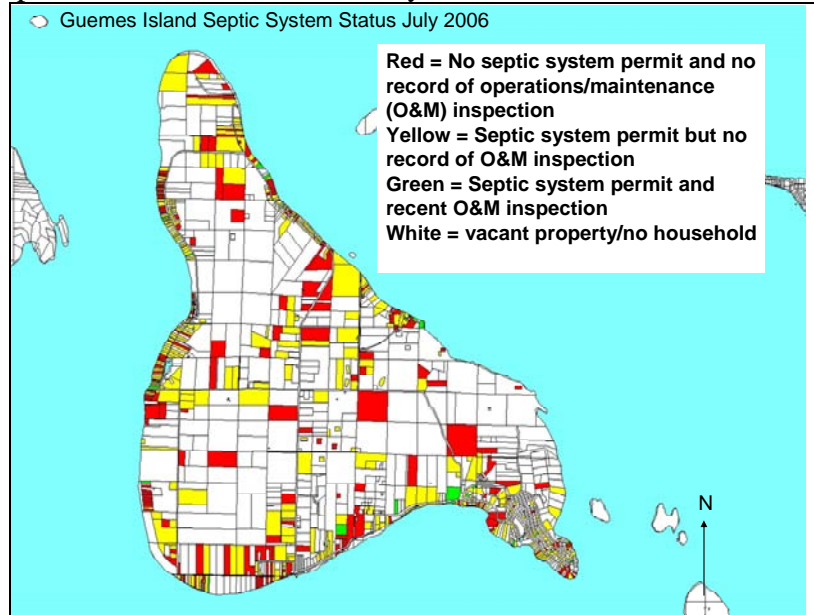 Guemes Island Septic System Status July 2006
Red = No septic system permit and no
record of operations/maintenance
(O&M) inspection
Yellow = Septic system permit but no
record of O&M inspection
Green = Septic system permit and
recent O&M inspection
White = vacant property/no household
N